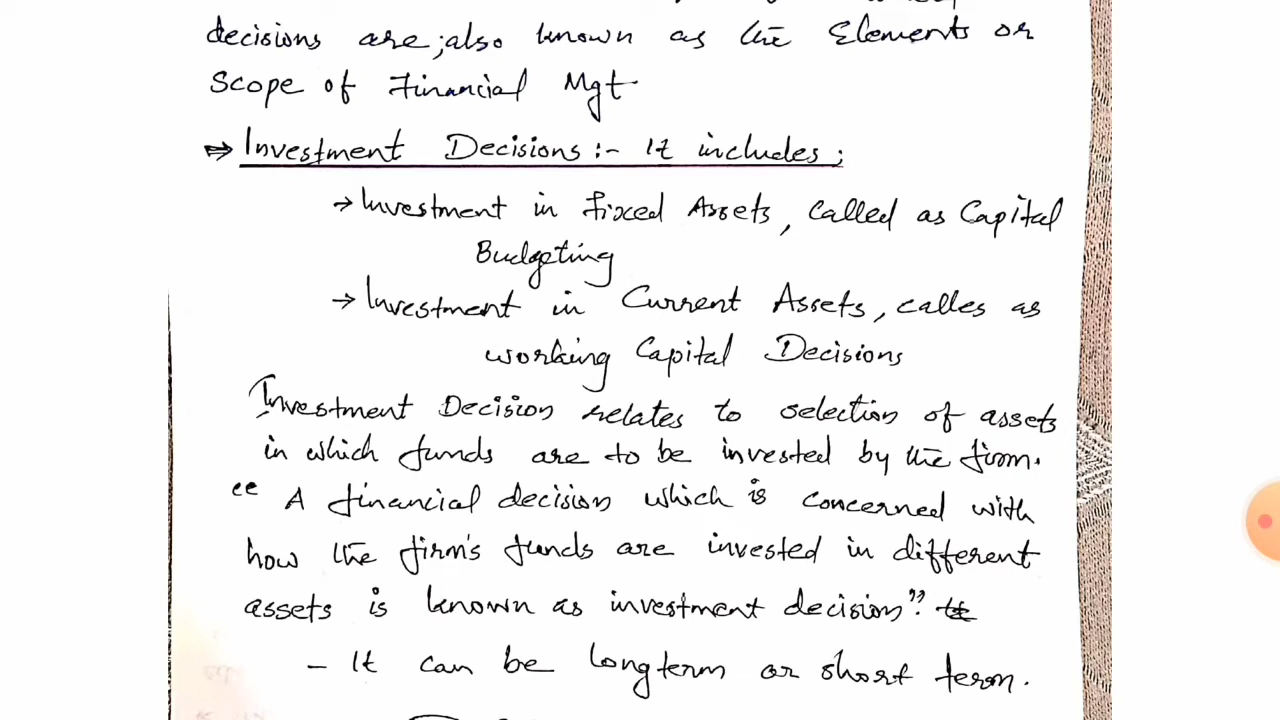 decisions are; also known as the Elements or
Scope of Financial Mgt
⇒ Investment Decisions :- It includes ;
→ Investment in Fixed Assets, Called as Capital
Budgeting
→ Investment in Current Assets, calles as
working Capital Decisions
Investment Decision relates to selection of assets
in which funds are to be invested by the firm.
“ A financial decision which is concerned with
how the firm's funds are invested in different
assets is known as investment decision”
- It can be longterm or short term.